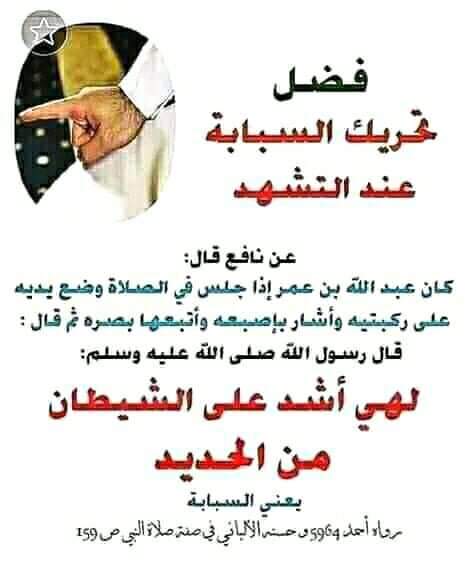 فضل
تحريك السبابة
عند التشهد
عن نافع قال:
كان عبد الله بن عمر إذا جلس في الصلاة وضع يديه
على ركبتيه وأشار بإصبعه وأتبعها بصره ثم قال :
قال رسول الله صلى الله عليه وسلم:
لهي أشد على الشيطان
من الحديد
يعني السبابة
رواه أحمد 5964 و حسنه الألباني في صفة صلاة النبي ص 159